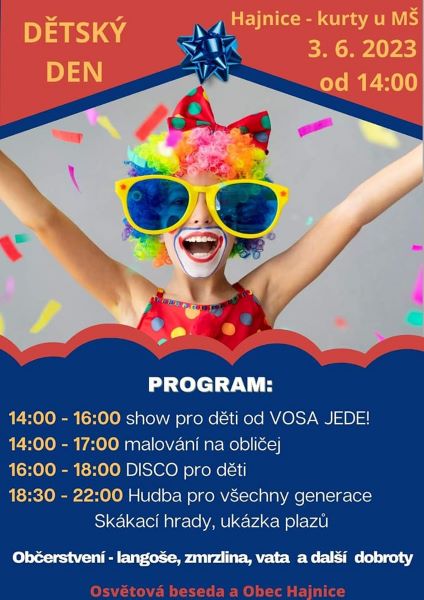 DĚTSKÝ
DEN
Hajnice - kurty u MŠ
3. 6. 2023
od 14:00
PROGRAM:
14:00 - 16:00 show pro děti od VOSA JEDE!
14:00 - 17:00 malování na obličej
16:00 - 18:00 DISCO pro děti
18:30 - 22:00 Hudba pro všechny generace
Skákací hrady, ukázka plazů
Občerstvení - langoše, zmrzlina, vata a další dobroty
Osvětová beseda a Obec Hajnice